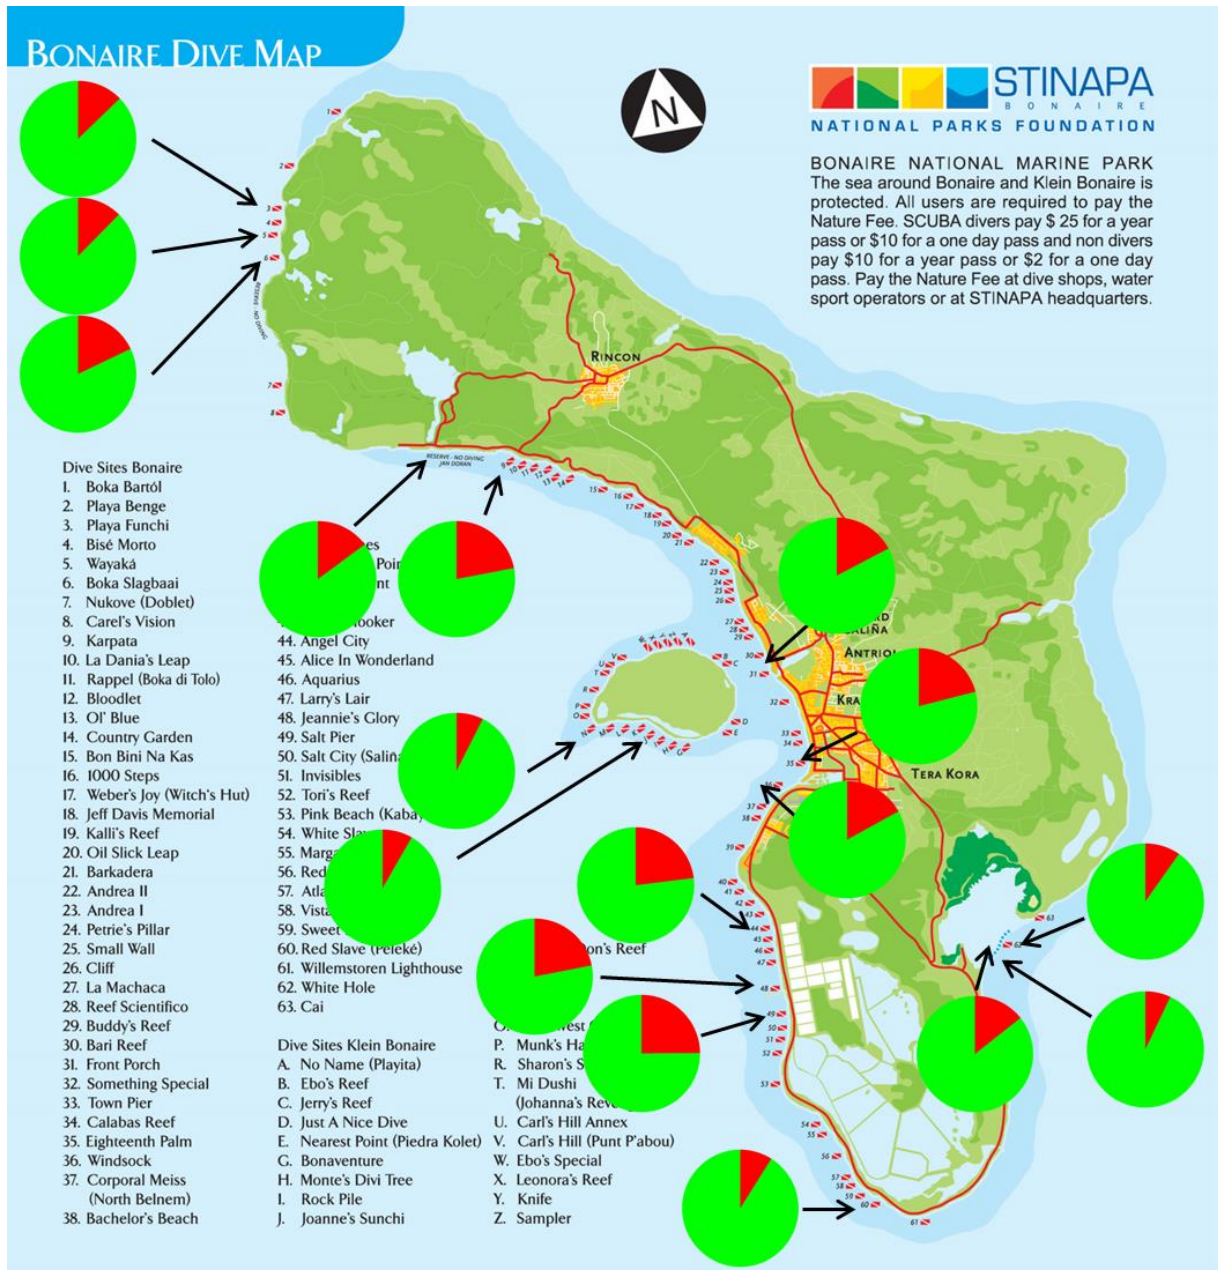 BONAIRE DIVE MAP
N
STINAPA
BONAIRE
NATIONAL PARKS FOUNDATION
BONAIRE NATIONAL MARINE PARK
The sea around Bonaire and Klein Bonaire is
protected. All users are required to pay the
Nature Fee. SCUBA divers pay $ 25 for a year
pass or $10 for a one day pass and non divers
pay $10 for a year pass or $2 for a one day
pass. Pay the Nature Fee at dive shops, water
sport operators or at STINAPA headquarters.
RINCON
RESERVE - NO DIVING
RESERVE - NO DIVING
JAN DORAN
ANTRIOL
TERA KORA
Dive Sites Bonaire
1. Boka Bartól
2. Playa Benge
3. Playa Funchi
4. Bisé Morto
5. Wayaká
6. Boka Slagbaai
7. Nukove (Doblet)
8. Carel's Vision
9. Karpata
10. La Dania's Leap
11. Rappel (Boka di Tolo)
12. Bloodlet
13. Ol' Blue
14. Country Garden
15. Bon Bini Na Kas
16. 1000 Steps
17. Weber's Joy (Witch's Hut)
18. Jeff Davis Memorial
19. Kalli's Reef
20. Oil Slick Leap
21. Barkadera
22. Andrea II
23. Andrea I
24. Petrie's Pillar
25. Small Wall
26. Cliff
27. La Machaca
28. Reef Scientifico
29. Buddy's Reef
30. Bari Reef
31. Front Porch
32. Something Special
33. Town Pier
34. Calabas Reef
35. Eighteenth Palm
36. Windsock
37. Corporal Meiss
(North Belnem)
38. Bachelor's Beach
44. Angel City
45. Alice In Wonderland
46. Aquarius
47. Larry's Lair
48. Jeannie's Glory
49. Salt Pier
50. Salt City
51. Invisibles
52. Tori's Reef
53. Pink Beach
54. White
55.
56. Red
57.
58.
59. Sweet
60. Red Slave (Peleké)
61. Willemstoren Lighthouse
62. White Hole
63. Cai
Dive Sites Klein Bonaire
A. No Name (Playita)
B. Ebo's Reef
C. Jerry's Reef
D. Just A Nice Dive
E. Nearest Point (Piedra Kolet)
G. Bonaventure
H. Monte's Divi Tree
I. Rock Pile
J. Joanne's Sunchi
Reef
P. Munk's
R. Sharon's
T. Mi Dushi
(Johanna's
U. Carl's Hill Annex
V. Carl's Hill (Punt P'abou)
W. Ebo's Special
X. Leonora's Reef
Y. Knife
Z. Sampler